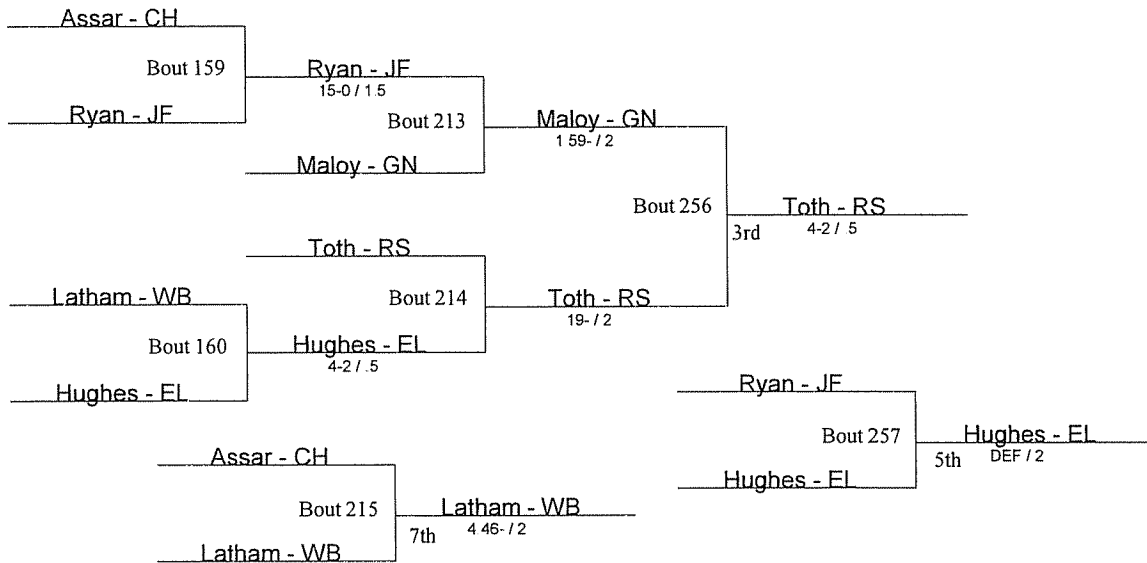 Assar - CH
Bout 159
Ryan - JF
15-0 / 1.5
Ryan - JF
Bout 213
Maloy - GN
1 59- / 2
Maloy - GN
Bout 256
Toth - RS
4-2 / 5
3rd
Toth - RS
Latham - WB
Bout 214
Toth - RS
19- / 2
Bout 160
Hughes - EL
4-2 / .5
Hughes - EL
Ryan - JF
Bout 257
Hughes - EL
DEF / 2
5th
Hughes - EL
Assar - CH
Bout 215
Latham - WB
4 46- / 2
7th
Latham - WB